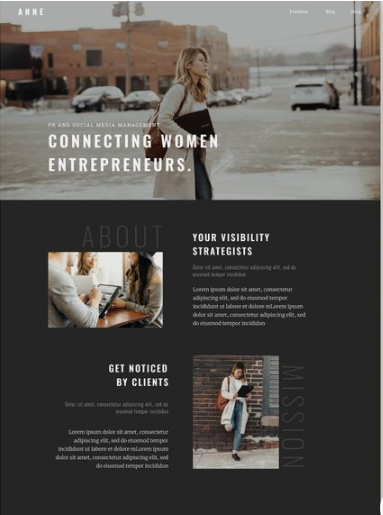 ANNE
Blog
PR AND SOCIAL MEDIA MANAGEMENT
CONNECTING WOMEN
ENTREPRENEURS.
ABOUT
YOUR VISIBILITY
STRATEGISTS
Dolor sit amet, consectetur adipiscing elit, sed do
eiusmod tempor incididun
Lorem ipsum dolor sit amet, consectetur
adipiscing elit, sed do eiusmod tempor
incididunt ut labore et dolore mLorem ipsum
dolor sit amet, consectetur adipiscing elit, sed
do eiusmod tempor incididun
GET NOTICED
BY CLIENTS
Dolor sit amet, consectetur adipiscing elit, sed do
eiusmod tempor incididun
Lorem ipsum dolor sit amet, consectetur
adipiscing elit, sed do eiusmod tempor
incididunt ut labore et dolore mLorem ipsum
dolor sit amet, consectetur adipiscing elit, sed
do eiusmod tempor incididun
MISSION